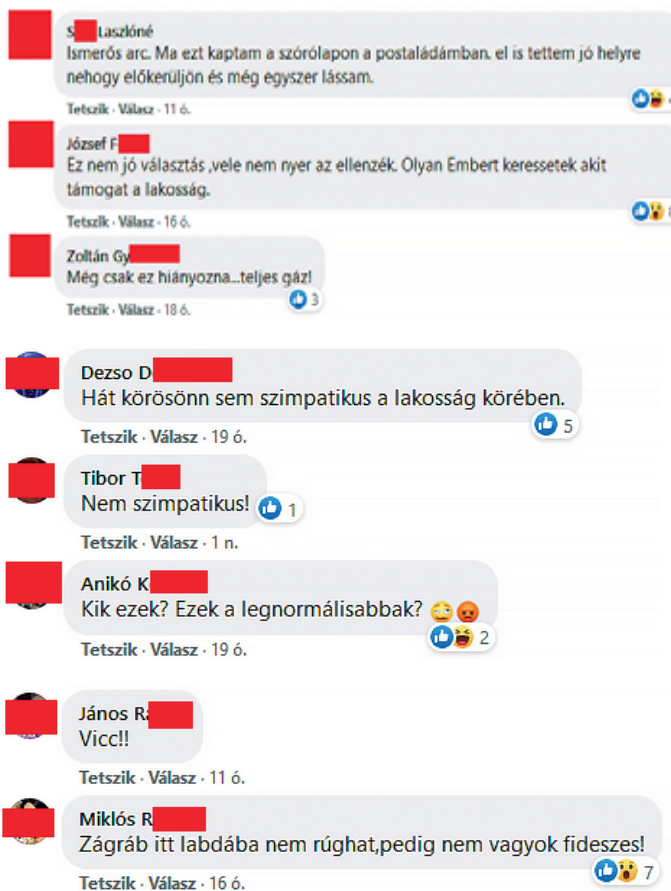 S Laszlóné
Ismerős arc. Ma ezt kaptam a szórólapon a postaládámban. el is tettem jó helyre
nehogy előkerüljön és még egyszer lássam.
Tetszik · Válasz · 11 ó.
József F
Ez nem jó választás ,vele nem nyer az ellenzék. Olyan Embert keressetek akit
támogat a lakosság.
Tetszik · Válasz · 16 ó.
Zoltán Gy
Még csak ez hiányozna...teljes gáz!
3
Tetszik · Válasz · 18 ó.
Dezso D
Hát körösönn sem szimpatikus a lakosság körében.
5
Tetszik · Válasz · 19 ó.
Tibor T
Nem szimpatikus!
1
Tetszik · Válasz · 1 n.
Anikó K
Kik ezek? Ezek a legnormálisabbak? 🙄😡
2
Tetszik · Válasz · 19 ó.
János R
Vicc!!
Tetszik · Válasz · 11 ó.
Miklós R
Zágráb itt labdába nem rúghat,pedig nem vagyok fideszes!
7
Tetszik · Válasz · 16 ó.